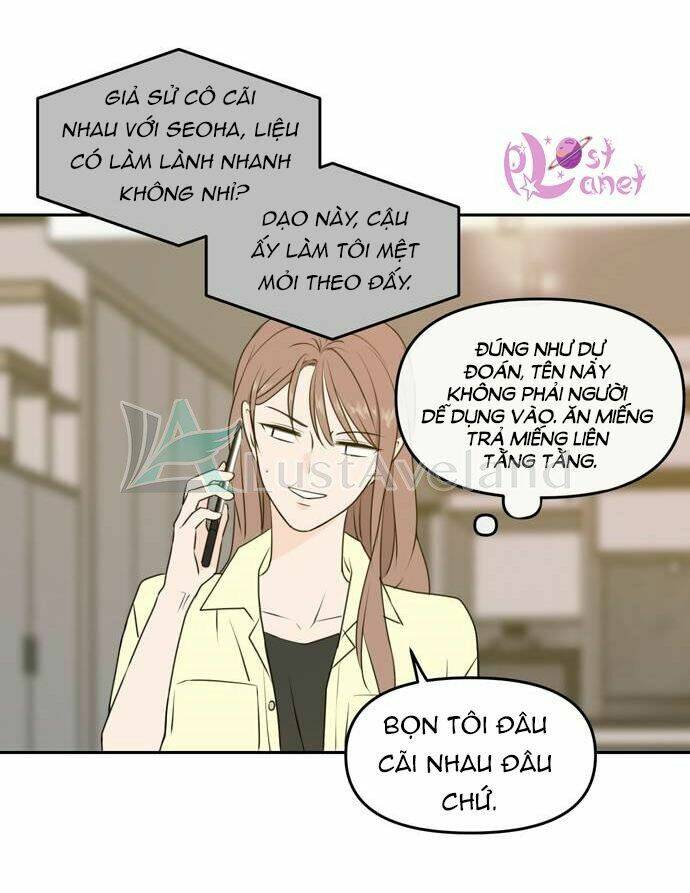 GIẢ SỬ CÔ CÃI
NHAU VỚI SEOHA, LIỆU
CÓ LÀM LÀNH NHANH
KHÔNG NHỈ?
DẠO NÀY, CẬU
ẤY LÀM TÔI MỆT
MỎI THEO ĐẤY.
Lost
Planet
ĐÚNG NHƯ DỰ
ĐOÁN, TÊN NÀY
KHÔNG PHẢI NGƯỜI
DỄ DỤNG VÀO. ĂN MIẾNG
TRẢ MIẾNG LIÊN
TẰNG TẰNG.
LA LustAveland
BỌN TÔI ĐÂU
CÃI NHAU ĐÂU
CHỨ.